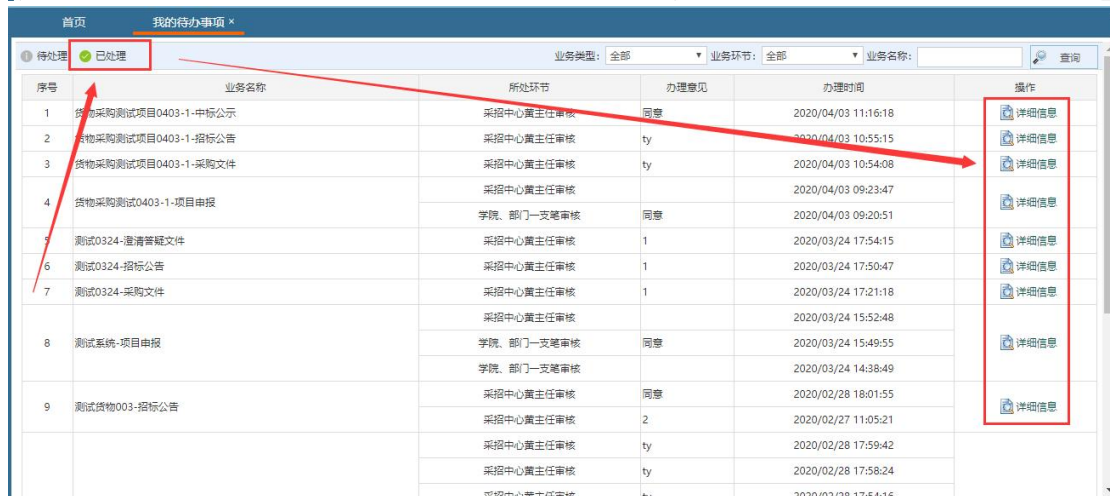 首页 我的待办事项 ×
待处理 已处理 业务类型: 全部 业务环节: 全部 业务名称: 查询
序号 业务名称 所处环节 办理意见 办理时间 操作
1 货物采购测试项目0403-1-中标公示 采招中心黄主任审核 同意 2020/04/03 11:16:18 详细信息
2 货物采购测试项目0403-1-招标公告 采招中心黄主任审核 ty 2020/04/03 10:55:15 详细信息
3 货物采购测试项目0403-1-采购文件 采招中心黄主任审核 ty 2020/04/03 10:54:08 详细信息
采招中心黄主任审核 2020/04/03 09:23:47
4 货物采购测试0403-1-项目申报 详细信息
学院、部门一支笔审核 同意 2020/04/03 09:20:51
5 测试0324-澄清答疑文件 采招中心黄主任审核 1 2020/03/24 17:54:15 详细信息
6 测试0324-招标公告 采招中心黄主任审核 1 2020/03/24 17:50:47 详细信息
7 测试0324-采购文件 采招中心黄主任审核 1 2020/03/24 17:21:18 详细信息
采招中心黄主任审核 2020/03/24 15:52:48
8 测试系统-项目申报 学院、部门一支笔审核 同意 2020/03/24 15:49:55 详细信息
学院、部门一支笔审核 2020/03/24 14:38:49
采招中心黄主任审核 同意 2020/02/28 18:01:55
9 测试货物003-招标公告 详细信息
采招中心黄主任审核 2 2020/02/27 11:05:21
采招中心黄主任审核 ty 2020/02/28 17:59:42
采招中心黄主任审核 ty 2020/02/28 17:58:24
采招中心黄主任审核 ty 2020/02/28 17:54:16